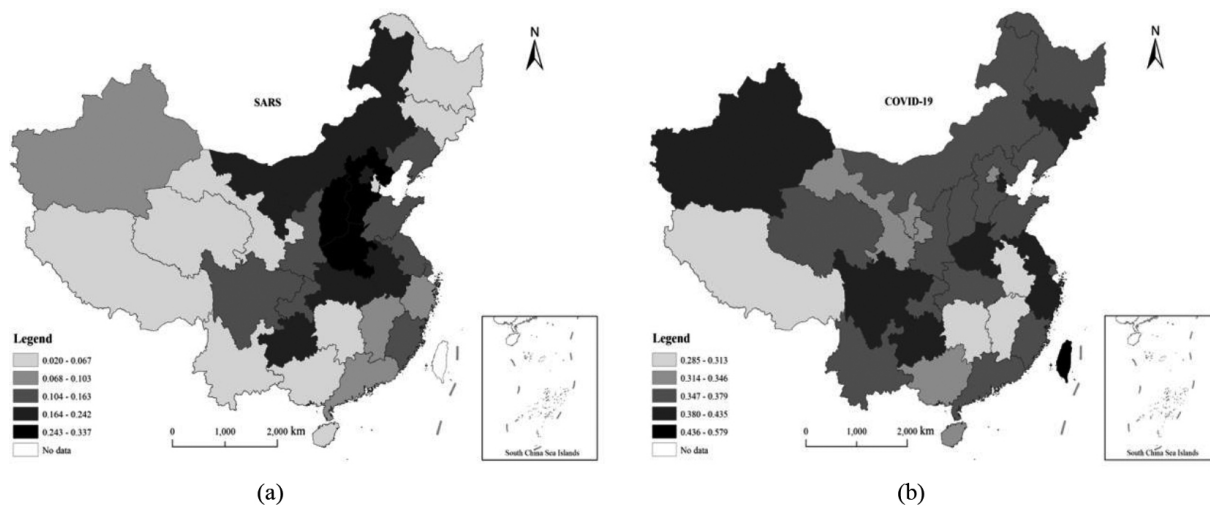 N
SARS
Legend
0.020 - 0.067
0.068 - 0.103
0.104 - 0.163
0.164 - 0.242
0.243 - 0.337
No data
0 1,000 2,000 km
South China Sea Islands
(a)
N
COVID-19
Legend
0.285 - 0.313
0.314 - 0.346
0.347 - 0.379
0.380 - 0.435
0.436 - 0.579
No data
0 1,000 2,000 km
South China Sea Islands
(b)